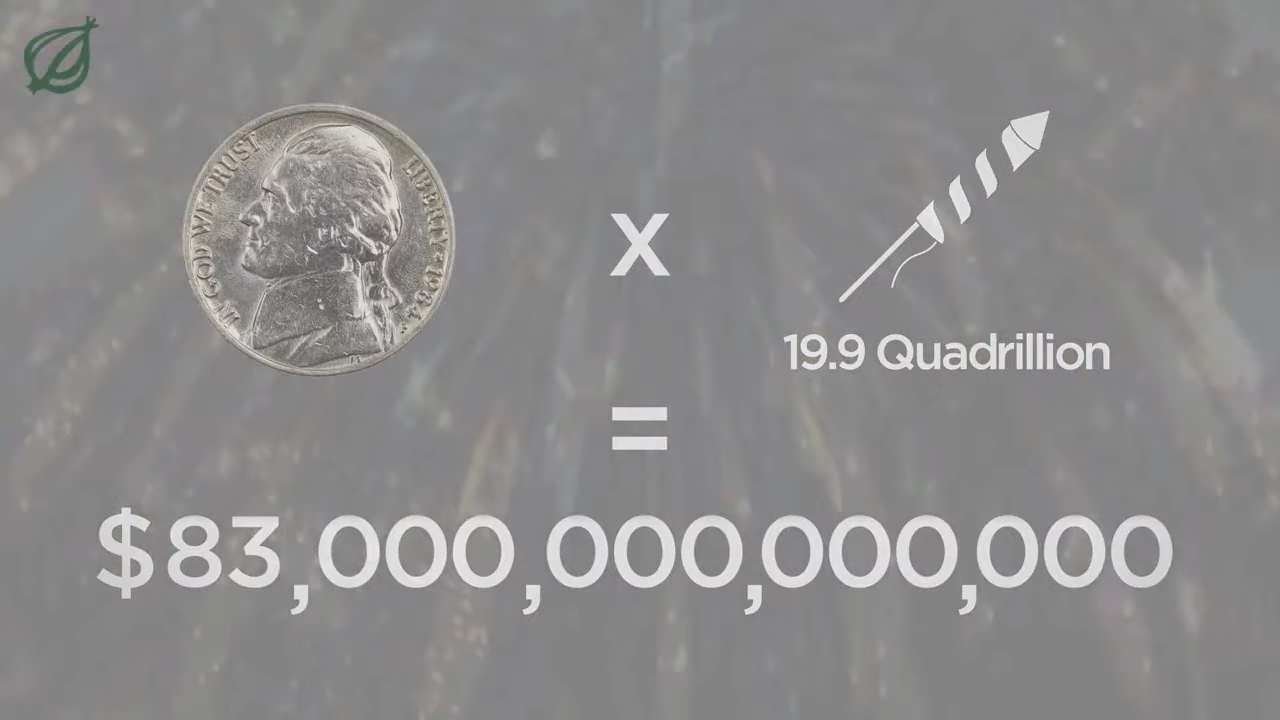 IN GOD WE TRUST
LIBERTY ★ 1964
X
19.9 Quadrillion
=
$83,000,000,000,000